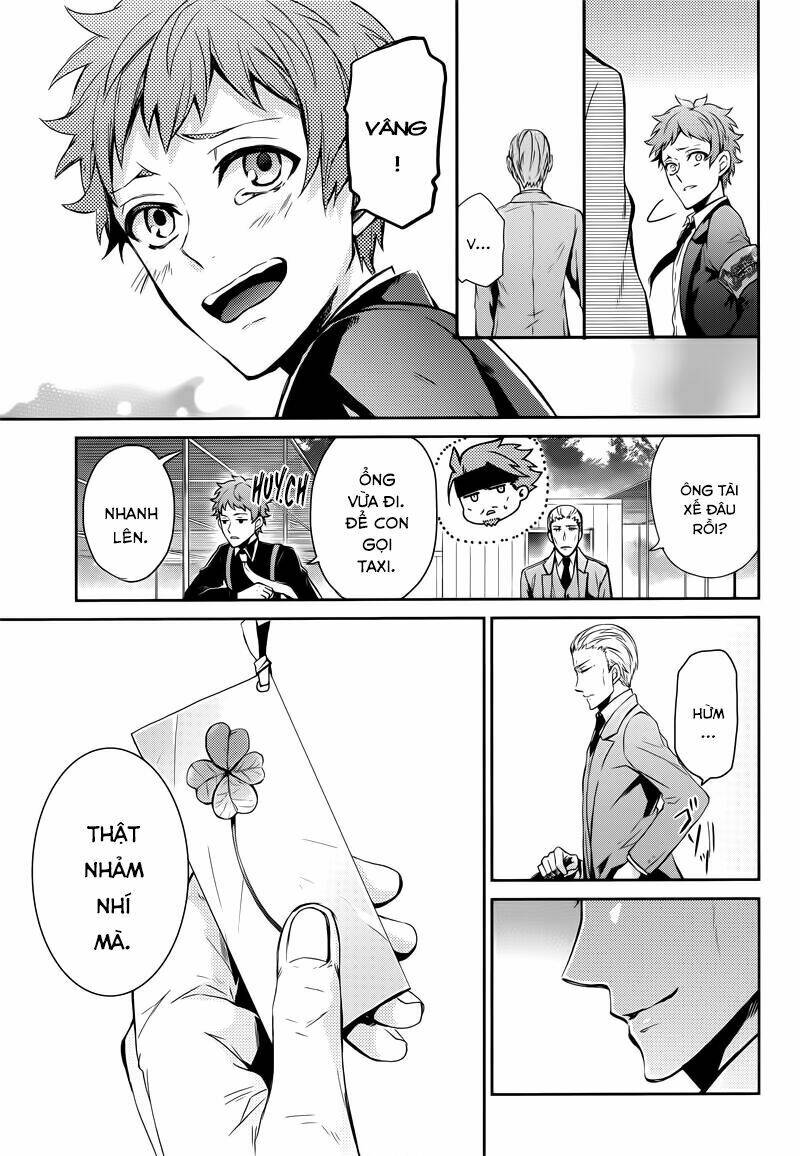 V...
VÂNG
!
ÔNG TÀI
XẾ ĐÂU
RỒI?
ỔNG
VỪA ĐI.
ĐỂ CON
GỌI
TAXI.
HUỴCH
NHANH
LÊN.
HỪM
...
THẬT
NHẢM
NHÍ
MÀ.